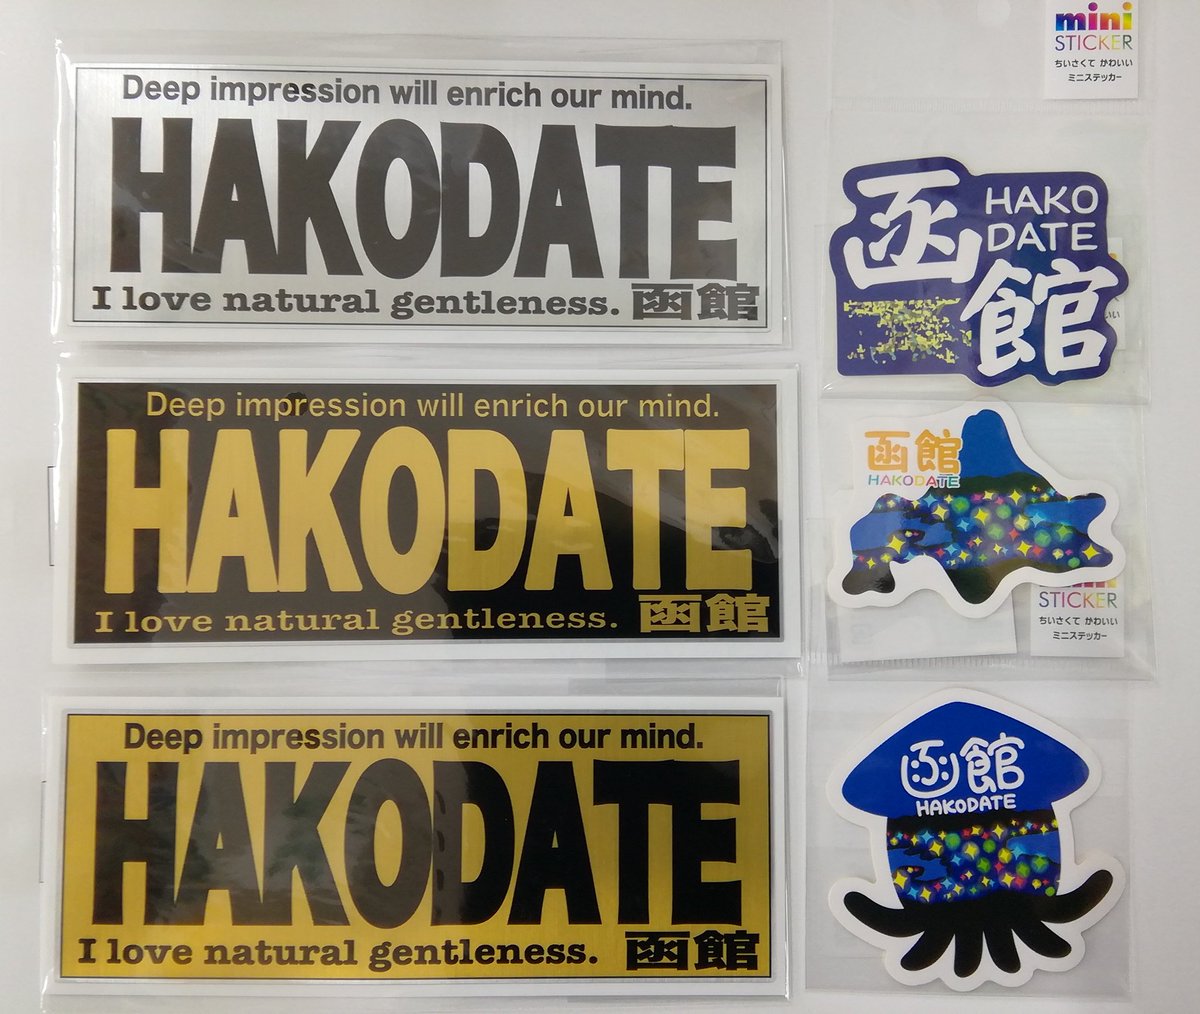 Deep impression will enrich our mind.
HAKODATE
I love natural gentleness. 函館
Deep impression will enrich our mind.
HAKODATE
I love natural gentleness. 函館
Deep impression will enrich our mind.
HAKODATE
I love natural gentleness. 函館
mini
STICKER
ちいさくて かわいい
ミニステッカー
函館
HAKO
DATE
いい
函館
HAKODATE
mini
STICKER
ちいさくて かわいい
ミニステッカー
函館
HAKODATE